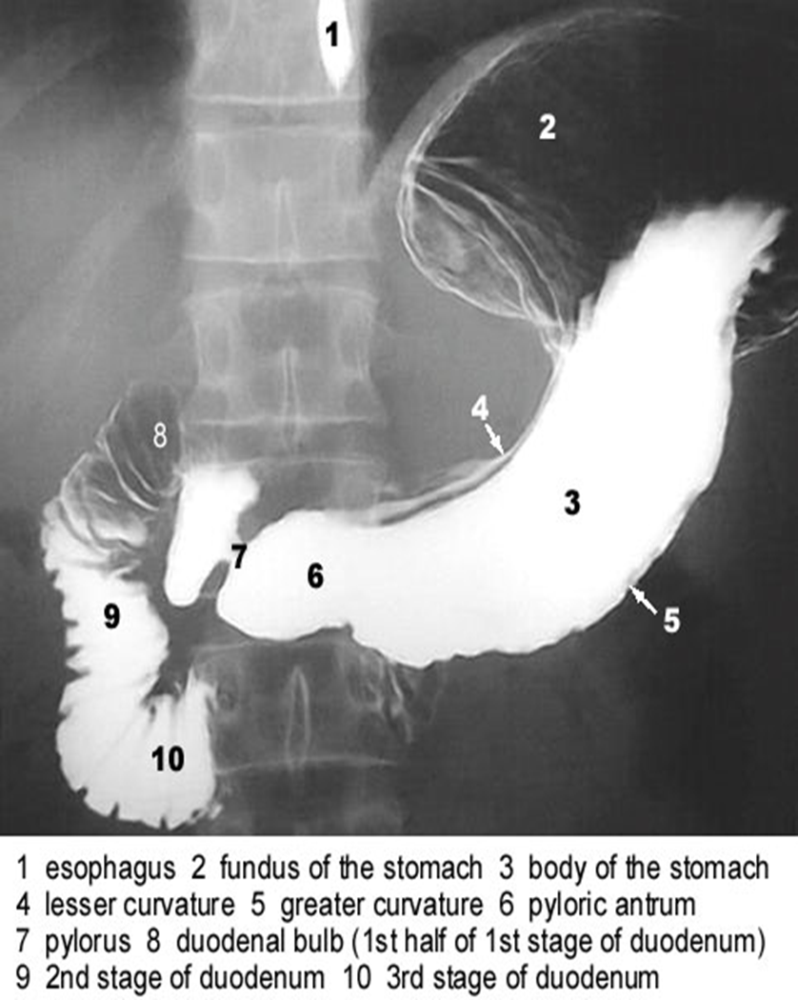 1
2
8
4
3
7
6
9
5
10
1 esophagus 2 fundus of the stomach 3 body of the stomach
4 lesser curvature 5 greater curvature 6 pyloric antrum
7 pylorus 8 duodenal bulb (1st half of 1st stage of duodenum)
9 2nd stage of duodenum 10 3rd stage of duodenum